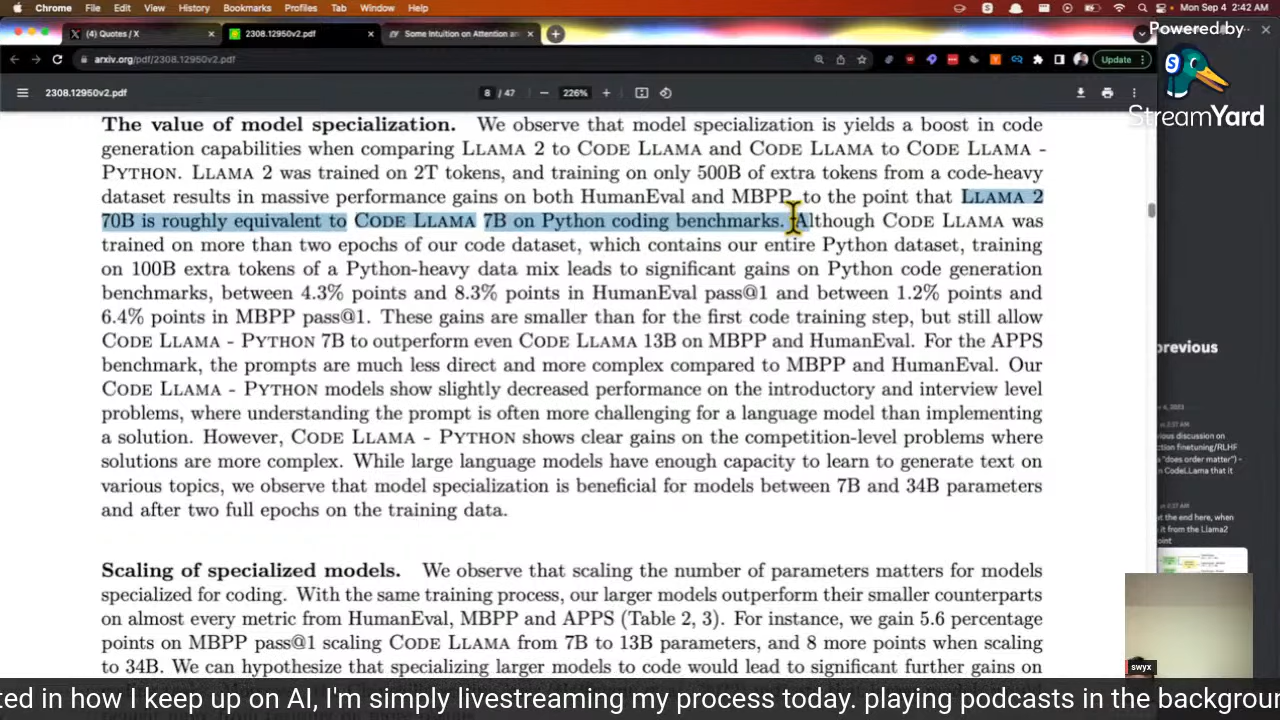 Chrome File Edit View History Bookmarks Profiles Tab Window Help
Mon Sep 4 2:42 AM
(4) Quotes / X
2308.12950v2.pdf
Some Intuition on Attention and
Powered by
StreamYard
arxiv.org/pdf/2308.12950v2.pdf
Update
2308.12950v2.pdf
8 / 47
226%
The value of model specialization. We observe that model specialization is yields a boost in code
generation capabilities when comparing LLAMA 2 to CODE LLAMA and CODE LLAMA to CODE LLAMA -
PYTHON. LLAMA 2 was trained on 2T tokens, and training on only 500B of extra tokens from a code-heavy
dataset results in massive performance gains on both HumanEval and MBPP, to the point that LLAMA 2
70B is roughly equivalent to CODE LLAMA 7B on Python coding benchmarks. Although CODE LLAMA was
trained on more than two epochs of our code dataset, which contains our entire Python dataset, training
on 100B extra tokens of a Python-heavy data mix leads to significant gains on Python code generation
benchmarks, between 4.3% points and 8.3% points in HumanEval pass@1 and between 1.2% points and
6.4% points in MBPP pass@1. These gains are smaller than for the first code training step, but still allow
CODE LLAMA - PYTHON 7B to outperform even CODE LLAMA 13B on MBPP and HumanEval. For the APPS
benchmark, the prompts are much less direct and more complex compared to MBPP and HumanEval. Our
CODE LLAMA - PYTHON models show slightly decreased performance on the introductory and interview level
problems, where understanding the prompt is often more challenging for a language model than implementing
a solution. However, CODE LLAMA - PYTHON shows clear gains on the competition-level problems where
solutions are more complex. While large language models have enough capacity to learn to generate text on
various topics, we observe that model specialization is beneficial for models between 7B and 34B parameters
and after two full epochs on the training data.
Scaling of specialized models. We observe that scaling the number of parameters matters for models
specialized for coding. With the same training process, our larger models outperform their smaller counterparts
on almost every metric from HumanEval, MBPP and APPS (Table 2, 3). For instance, we gain 5.6 percentage
points on MBPP pass@1 scaling CODE LLAMA from 7B to 13B parameters, and 8 more points when scaling
to 34B. We can hypothesize that specializing larger models to code would lead to significant further gains on
previous
discussion on
finetuning/RLHF
"does order matter") -
CodeLLama that it
the end here, when
it from the Llama2
swyx
ted in how I keep up on AI, I'm simply livestreaming my process today. playing podcasts in the backgroun